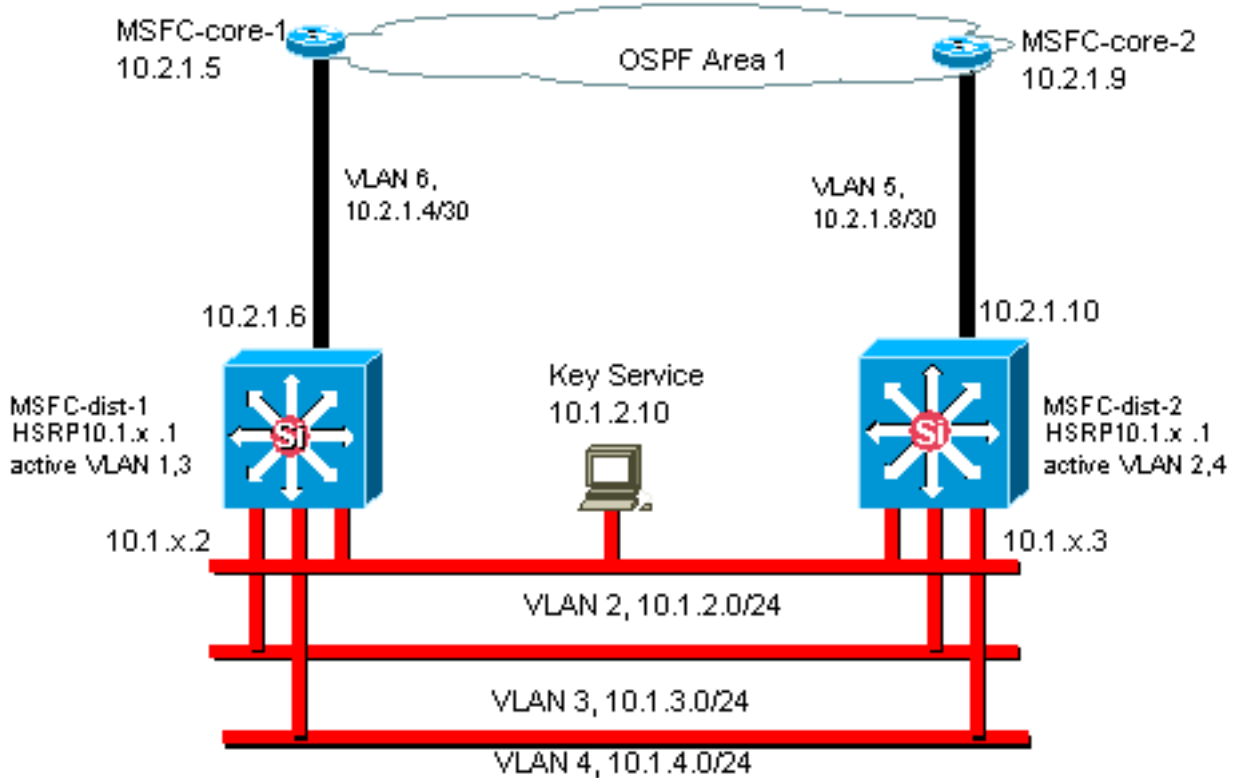 MSFC-core-1
10.2.1.5
OSPF Area 1
MSFC-core-2
10.2.1.9
VLAN 6,
10.2.1.4/30
VLAN 5,
10.2.1.8/30
10.2.1.6
10.2.1.10
Key Service
10.1.2.10
MSFC-dist-1
HSRP10.1.x .1
active VLAN 1,3
Si
Si
MSFC-dist-2
HSRP10.1.x .1
active VLAN 2,4
10.1.x.2
10.1.x.3
VLAN 2, 10.1.2.0/24
VLAN 3, 10.1.3.0/24
VLAN 4, 10.1.4.0/24